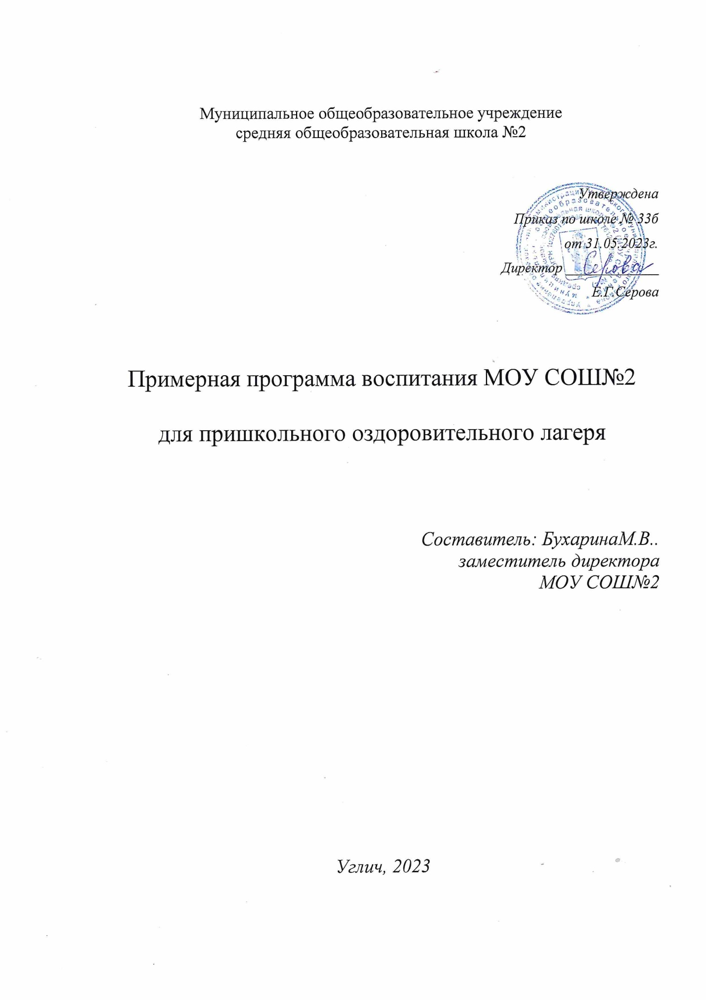 Муниципальное общеобразовательное учреждение
средняя общеобразовательная школа №2
Утверждена
Приказ по школе № 33б
от 31.05.2023г.
Директор
Серова
Е.Г.Серова
Примерная программа воспитания МОУ СОШ№2
для пришкольного оздоровительного лагеря
Составитель: БухаринаМ.В..
заместитель директора
МОУ СОШ№2
Углич, 2023